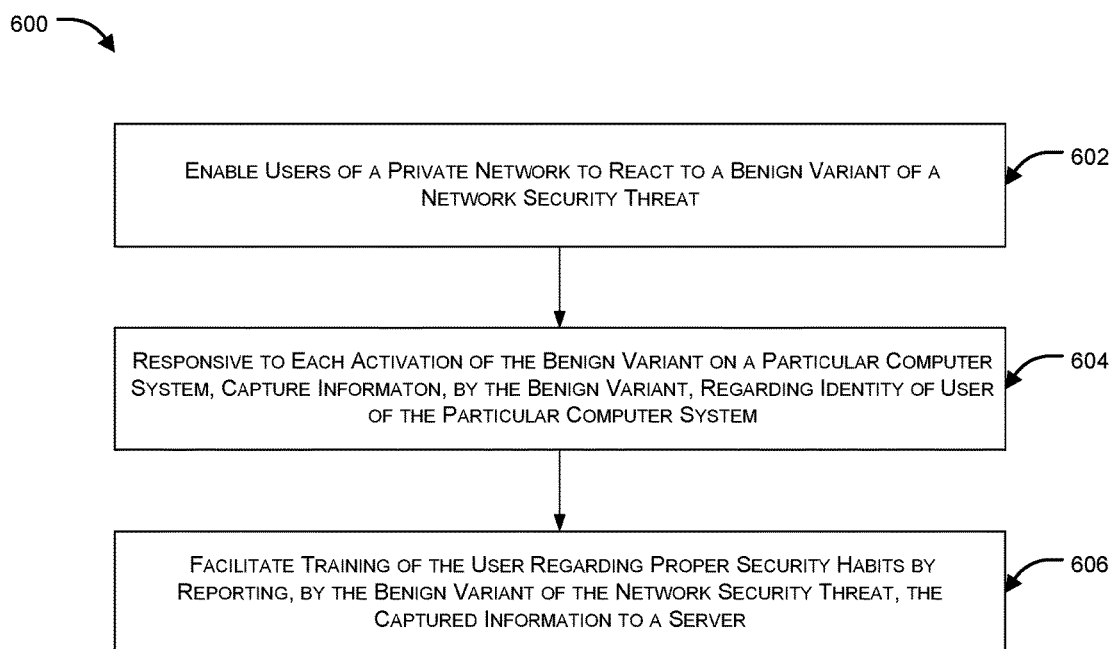 600
ENABLE USERS OF A PRIVATE NETWORK TO REACT TO A BENIGN VARIANT OF A
NETWORK SECURITY THREAT
602
RESPONSIVE TO EACH ACTIVATION OF THE BENIGN VARIANT ON A PARTICULAR COMPUTER
SYSTEM, CAPTURE INFORMATON, BY THE BENIGN VARIANT, REGARDING IDENTITY OF USER
OF THE PARTICULAR COMPUTER SYSTEM
604
FACILITATE TRAINING OF THE USER REGARDING PROPER SECURITY HABITS BY
REPORTING, BY THE BENIGN VARIANT OF THE NETWORK SECURITY THREAT, THE
CAPTURED INFORMATION TO A SERVER
606